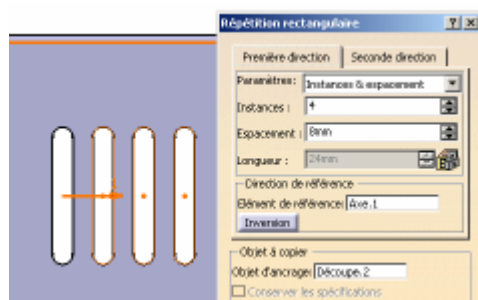 Répétition rectangulaire
Première direction
Seconde direction
Paramètres: Instances & espacement
Instances : 4
Espacement : 8mm
Longueur : 24mm
Direction de référence
Elément de référence: Axe.1
Inversion
Objet à copier
Objet d'ancrage: Découpe.2
Conserver les spécifications